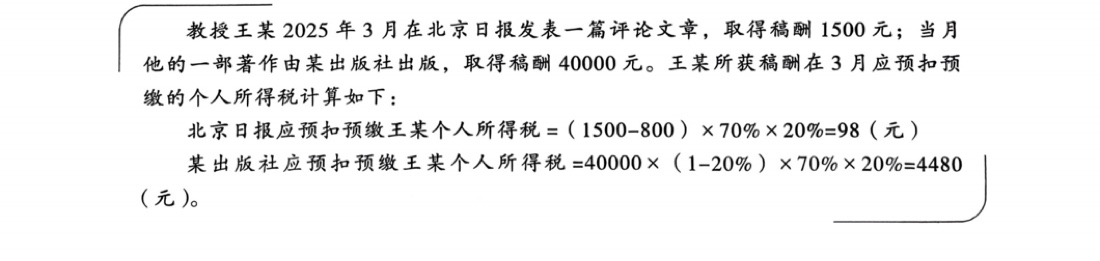 教授王某 2025 年 3 月在北京日报发表一篇评论文章，取得稿酬 1500 元；当月
他的一部著作由某出版社出版，取得稿酬 40000 元。王某所获稿酬在 3 月应预扣预
缴的个人所得税计算如下：
北京日报应预扣预缴王某个人所得税 =（1500–800）×70%×20%=98（元）
某出版社应预扣预缴王某个人所得税 =40000×（1–20%）×70%×20%=4480
（元）。